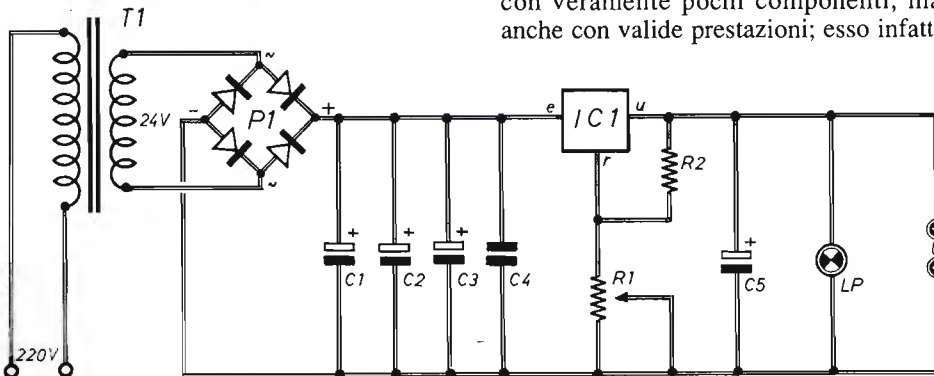 con veramente pochi componenti, ma
anche con valide prestazioni; esso infatt
T1
24V
~
P1
-
+
~
e
IC1
u
r
R2
+
C1
+
C2
+
C3
C4
R1
+
C5
LP
220V